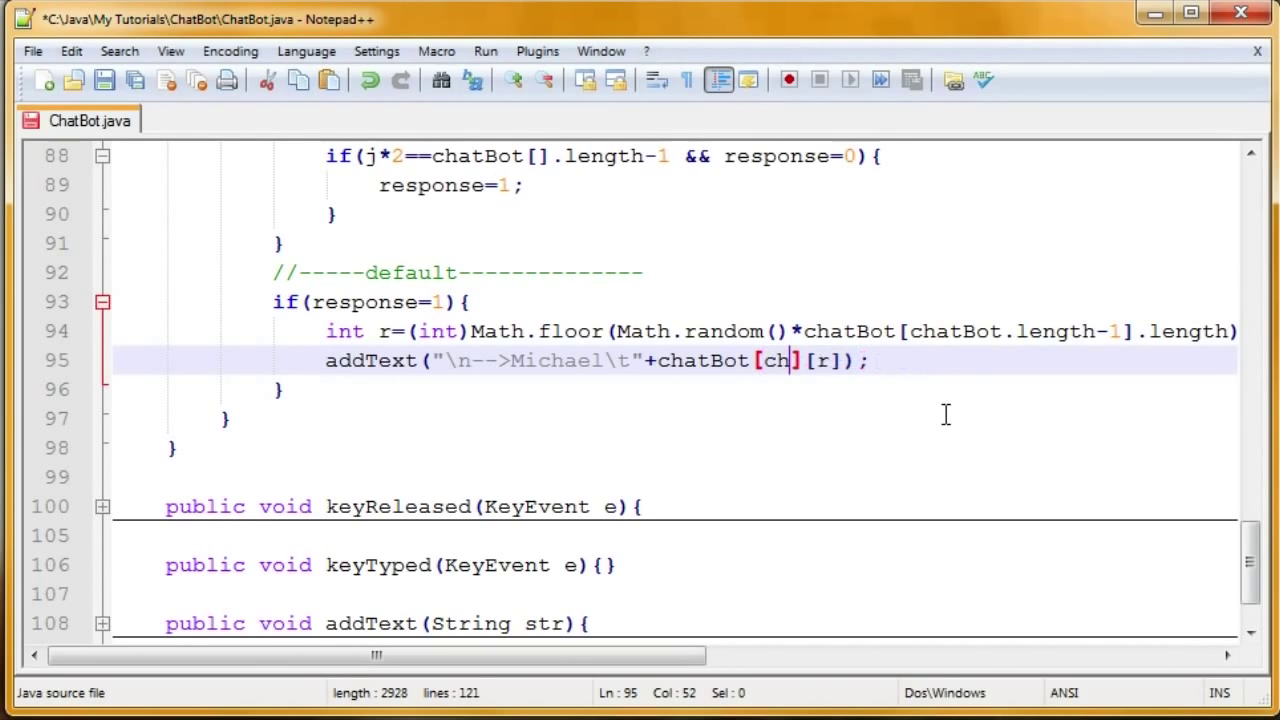 *C:\Java\My Tutorials\ChatBot\ChatBot.java - Notepad++
File Edit Search View Encoding Language Settings Macro Run Plugins Window ? X
ABC
ChatBot.java
88 if(j*2==chatBot[].length-1 && response=0){
89 response=1;
90 }
91 }
92 //-----default--------------
93 if(response=1){
94 int r=(int)Math.floor(Math.random()*chatBot[chatBot.length-1].length)
95 addText("\n-->Michael\t"+chatBot[ch][r]);
96 }
97 }
98 }
99
100 public void keyReleased(KeyEvent e){
105
106 public void keyTyped(KeyEvent e){}
107
108 public void addText(String str){
Java source file length : 2928 lines : 121 Ln : 95 Col : 52 Sel : 0 Dos\Windows ANSI INS